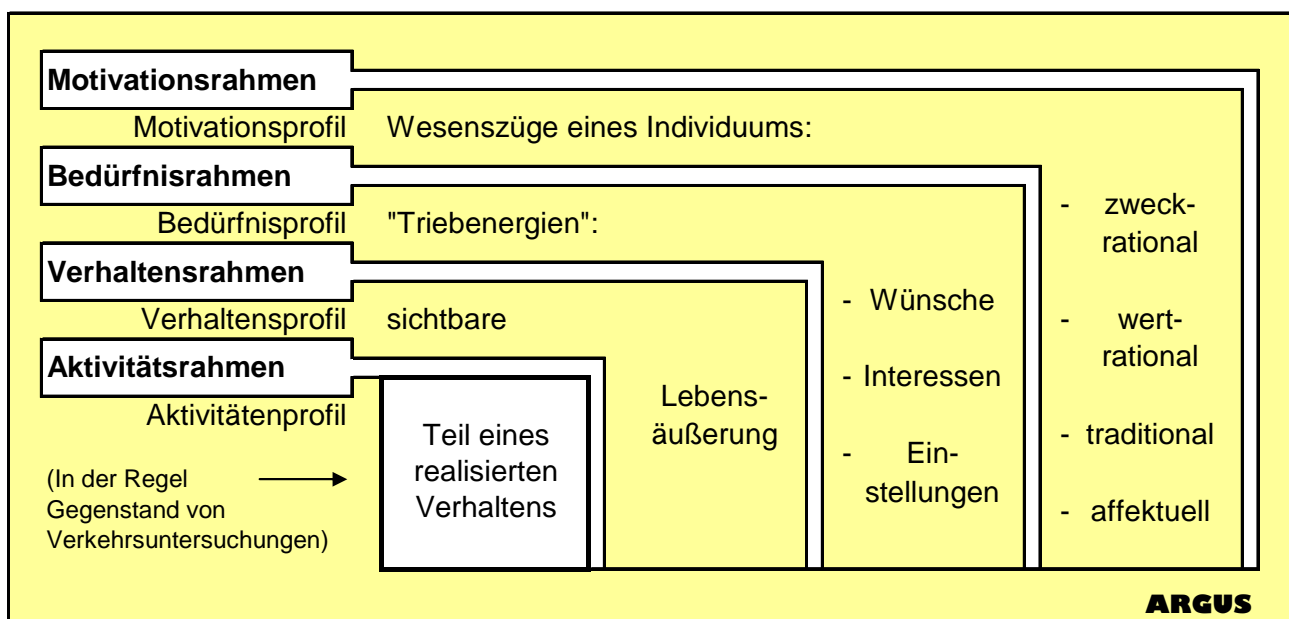 Motivationsrahmen
Motivationsprofil Wesenszüge eines Individuums:
Bedürfnisrahmen
Bedürfnisprofil "Triebenergien":
Verhaltensrahmen
Verhaltensprofil sichtbare
Aktivitätsrahmen
Aktivitätenprofil
(In der Regel
Gegenstand von
Verkehrsuntersuchungen)
Teil eines
realisierten
Verhaltens
Lebens-
äußerung
- Wünsche
- Interessen
- Ein-
stellungen
- zweck-
rational
- wert-
rational
- traditional
- affektuell
ARGUS